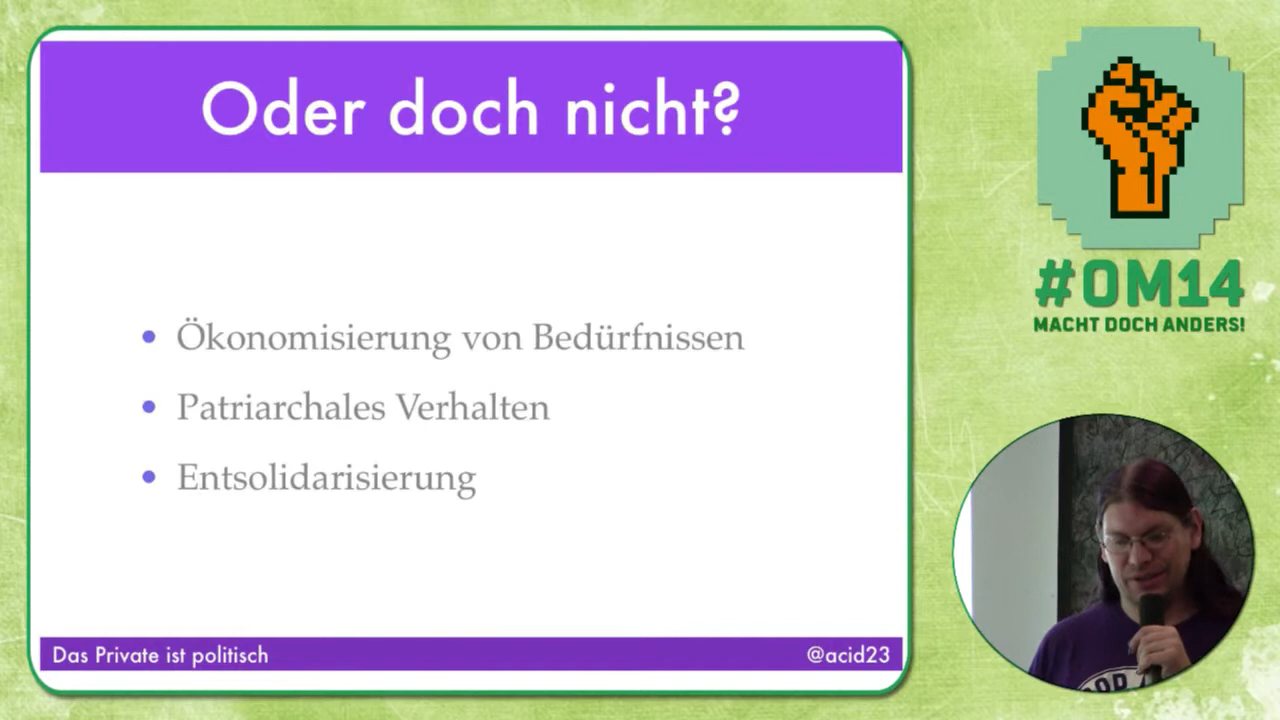 Oder doch nicht?
• Ökonomisierung von Bedürfnissen
• Patriarchales Verhalten
• Entsolidarisierung
Das Private ist politisch
@acid23
#OM14
MACHT DOCH ANDERS!